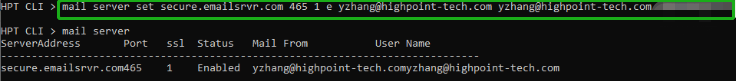 HPT CLI > mail server set secure.emailsrvr.com 465 1 e yzhang@highpoint-tech.com yzhang@highpoint-tech.com
HPT CLI > mail server
ServerAddress Port ssl Status Mail From User Name
--------------------------------------------------------------------------------
secure.emailsrvr.com465 1 Enabled yzhang@highpoint-tech.comyzhang@highpoint-tech.com